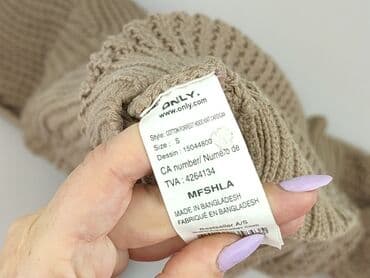 ONLY.
www.only.com
Style:
Size: S
Dessin: 15044800
CA number/ Numéro de
TVA: 4264134
MFSHLA
MADE IN BANGLADESH
FABRIQUÉ EN BANGLADESH
Bestseller A/S